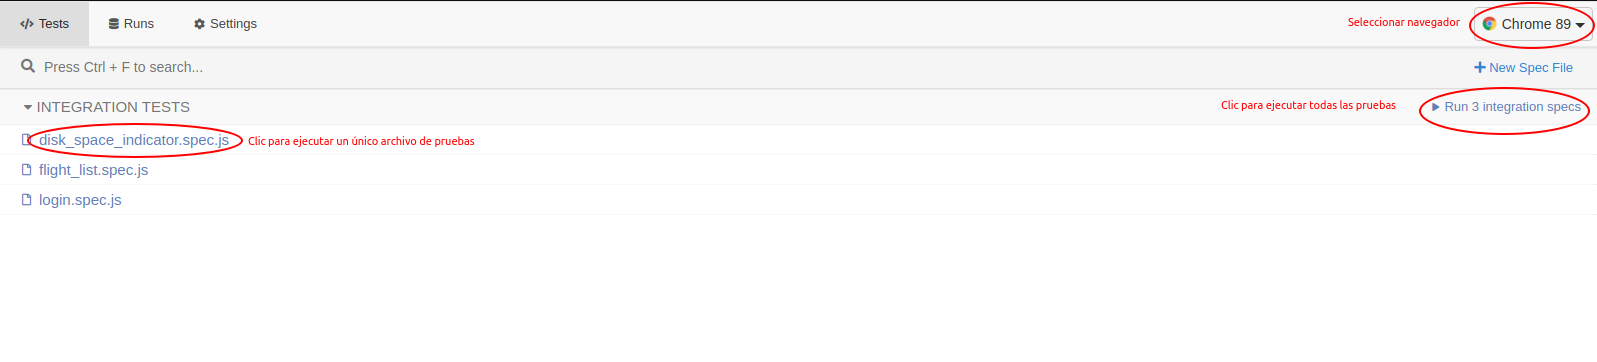 Tests Runs Settings Seleccionar navegador Chrome 89
Press Ctrl + F to search... New Spec File
INTEGRATION TESTS Clic para ejecutar todas las pruebas Run 3 integration specs
disk_space_indicator.spec.js Clic para ejecutar un único archivo de pruebas
flight_list.spec.js
login.spec.js